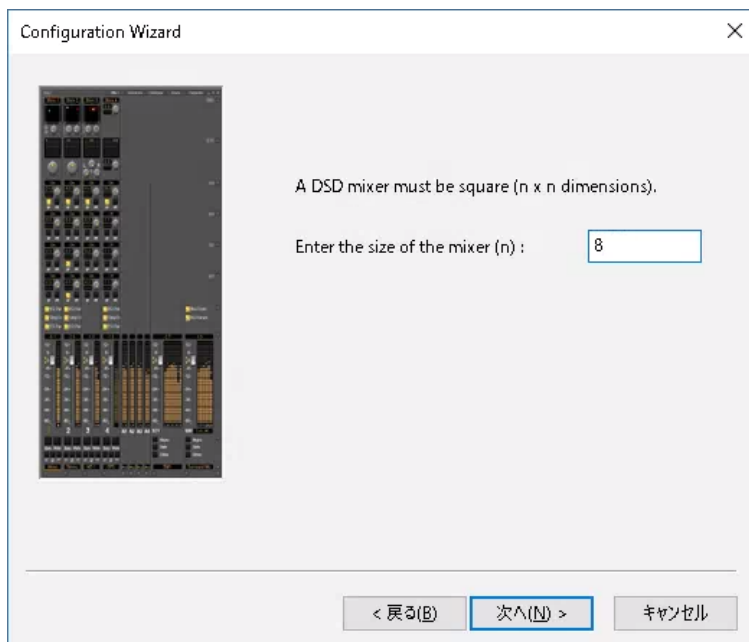 Configuration Wizard
A DSD mixer must be square (n x n dimensions).
Enter the size of the mixer (n) :
8
< 戻る(B)
次へ(N) >
キャンセル